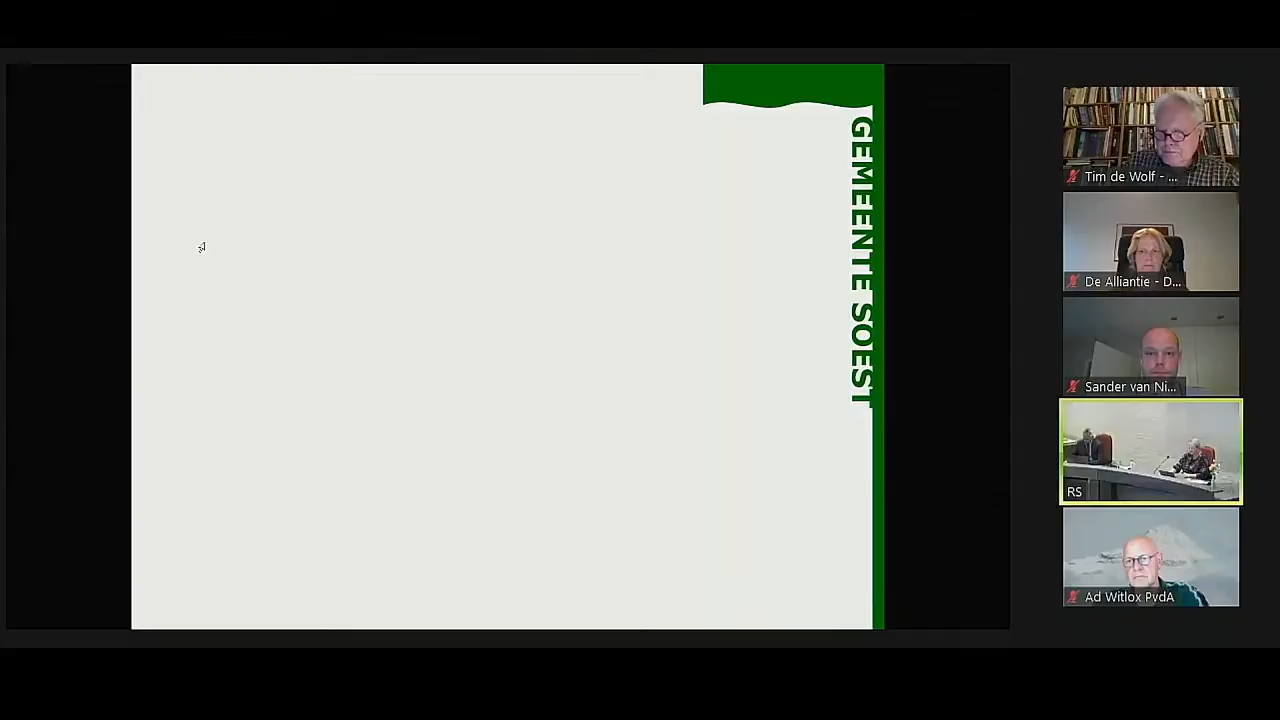 GEMEENTE SOEST
Tim de Wolf - ...
De Alliantie - D...
Sander van Ni...
RS
Ad Witlox PvdA